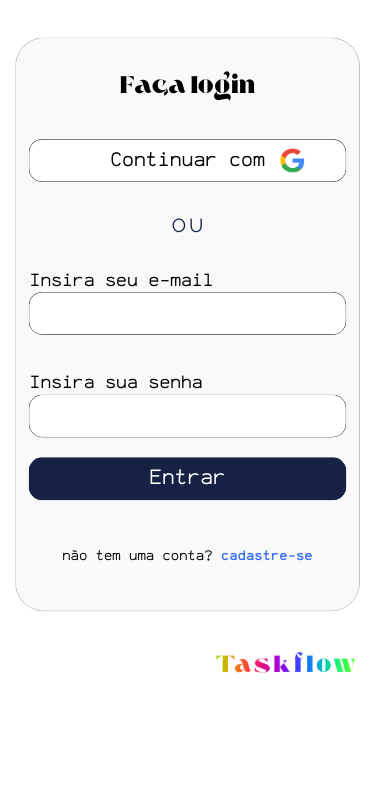 Faça login
Continuar com G
OU
Insira seu e-mail
Insira sua senha
Entrar
não tem uma conta? cadastre-se
Taskflow